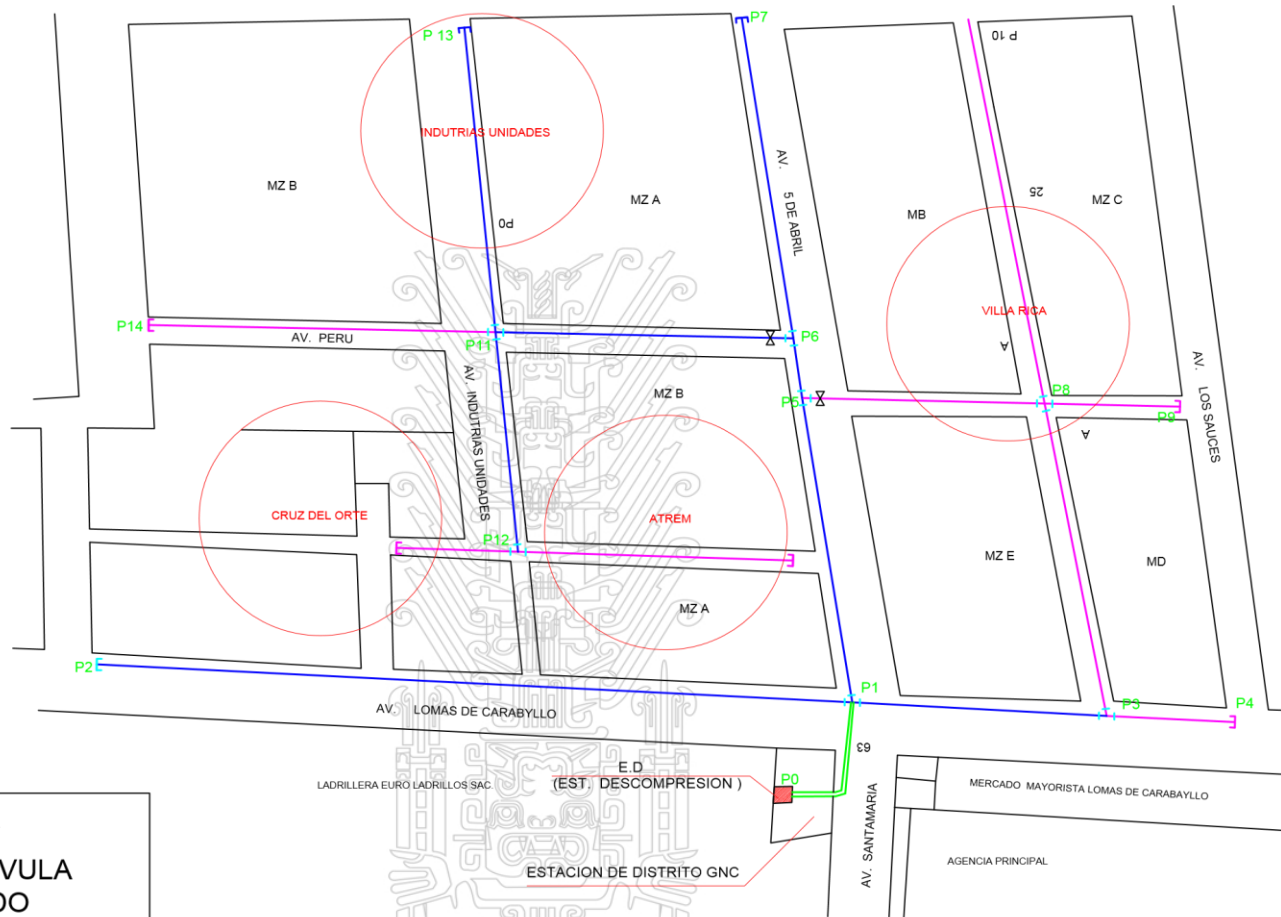 P 13
P7
P 10
INDUTRIAS UNIDADES
AV. 5 DE ABRIL
MZ B
MZ A
25
MZ C
MB
P0
VILLA RICA
P14
AV. PERU
P11
P6
A
AV. LOS SAUCES
AV. INDUTRIAS UNIDADES
MZ B
P5
P8
P9
A
CRUZ DEL ORTE
ATREM
P12
MZ E
MD
MZ A
P2
P1
AV. LOMAS DE CARABYLLO
P3
P4
63
E.D
(EST. DESCOMPRESION )
P0
LADRILLERA EURO LADRILLOS SAC.
MERCADO MAYORISTA LOMAS DE CARABAYLLO
AV. SANTAMARIA
AGENCIA PRINCIPAL
ESTACION DE DISTRITO GNC
VULA
DO